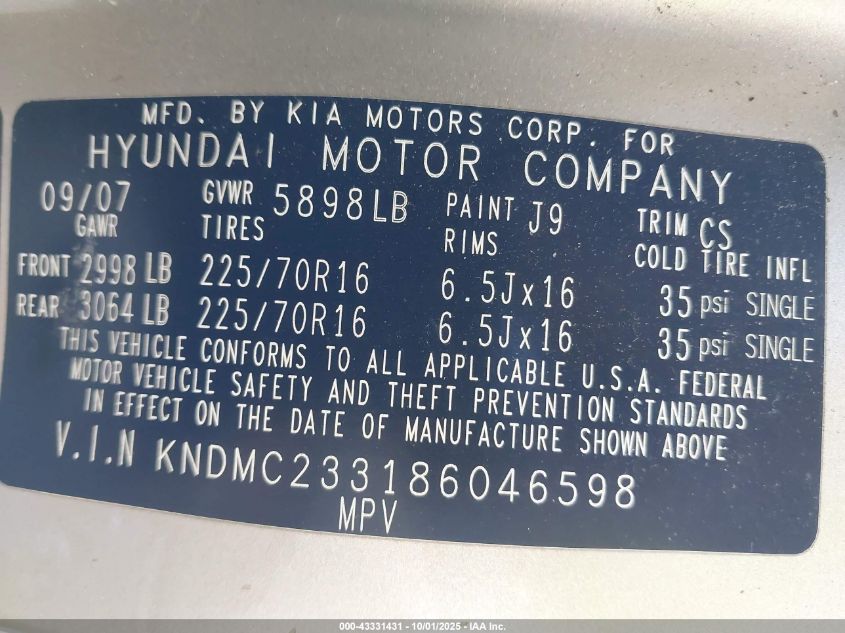 MFD. BY KIA MOTORS CORP. FOR
HYUNDAI MOTOR COMPANY
09/07 GVWR 5898LB PAINT J9 TRIM CS
GAWR TIRES RIMS COLD TIRE INFL
FRONT 2998 LB 225/70R16 6.5Jx16 35 psi SINGLE
REAR 3064 LB 225/70R16 6.5Jx16 35 psi SINGLE
THIS VEHICLE CONFORMS TO ALL APPLICABLE U.S.A. FEDERAL
MOTOR VEHICLE SAFETY AND THEFT PREVENTION STANDARDS
IN EFFECT ON THE DATE OF MANUFACTURE SHOWN ABOVE
V.I.N KNDMC233186046598
MPV
000-43331431 - 10/01/2025 - IAA Inc.